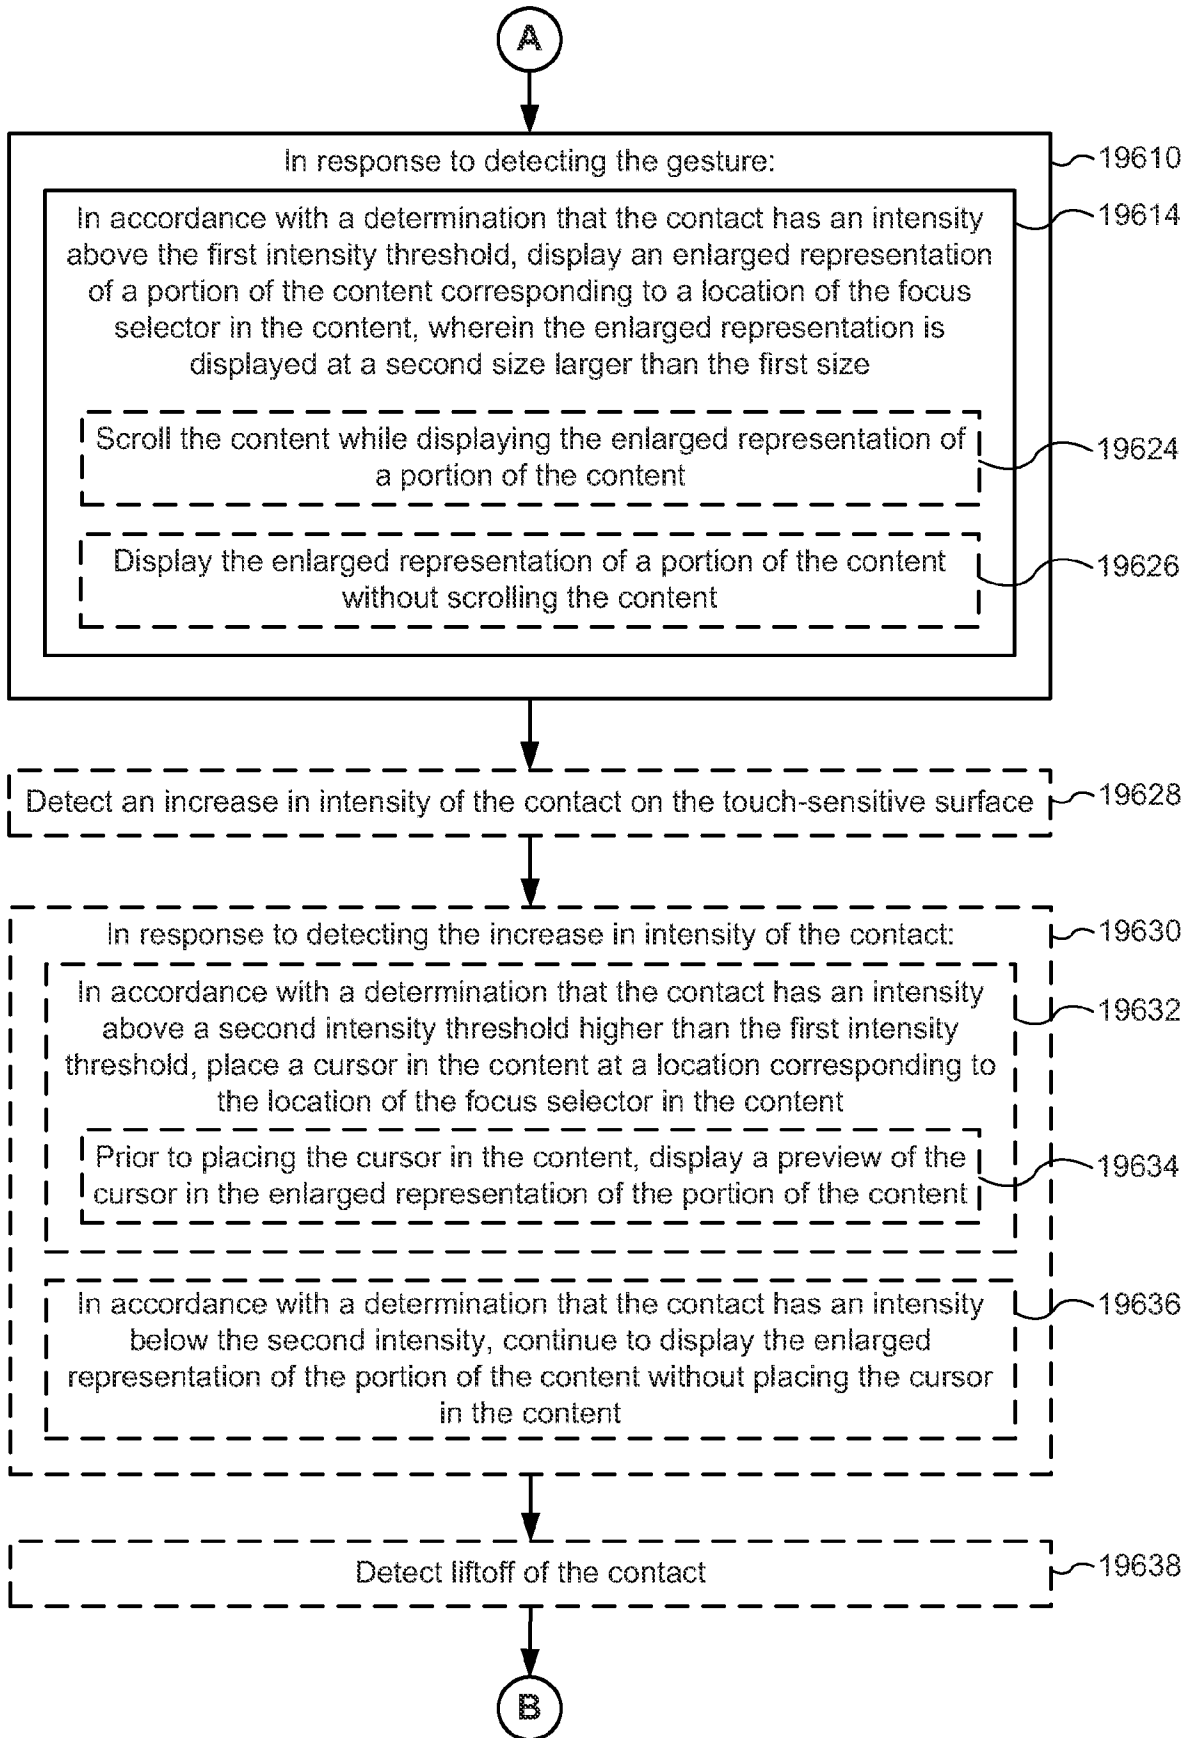 A
In response to detecting the gesture:
19610
In accordance with a determination that the contact has an intensity
above the first intensity threshold, display an enlarged representation
of a portion of the content corresponding to a location of the focus
selector in the content, wherein the enlarged representation is
displayed at a second size larger than the first size
19614
Scroll the content while displaying the enlarged representation of
a portion of the content
19624
Display the enlarged representation of a portion of the content
without scrolling the content
19626
Detect an increase in intensity of the contact on the touch-sensitive surface
19628
In response to detecting the increase in intensity of the contact:
19630
In accordance with a determination that the contact has an intensity
above a second intensity threshold higher than the first intensity
threshold, place a cursor in the content at a location corresponding to
the location of the focus selector in the content
19632
Prior to placing the cursor in the content, display a preview of the
cursor in the enlarged representation of the portion of the content
19634
In accordance with a determination that the contact has an intensity
below the second intensity, continue to display the enlarged
representation of the portion of the content without placing the cursor
in the content
19636
Detect liftoff of the contact
19638
B